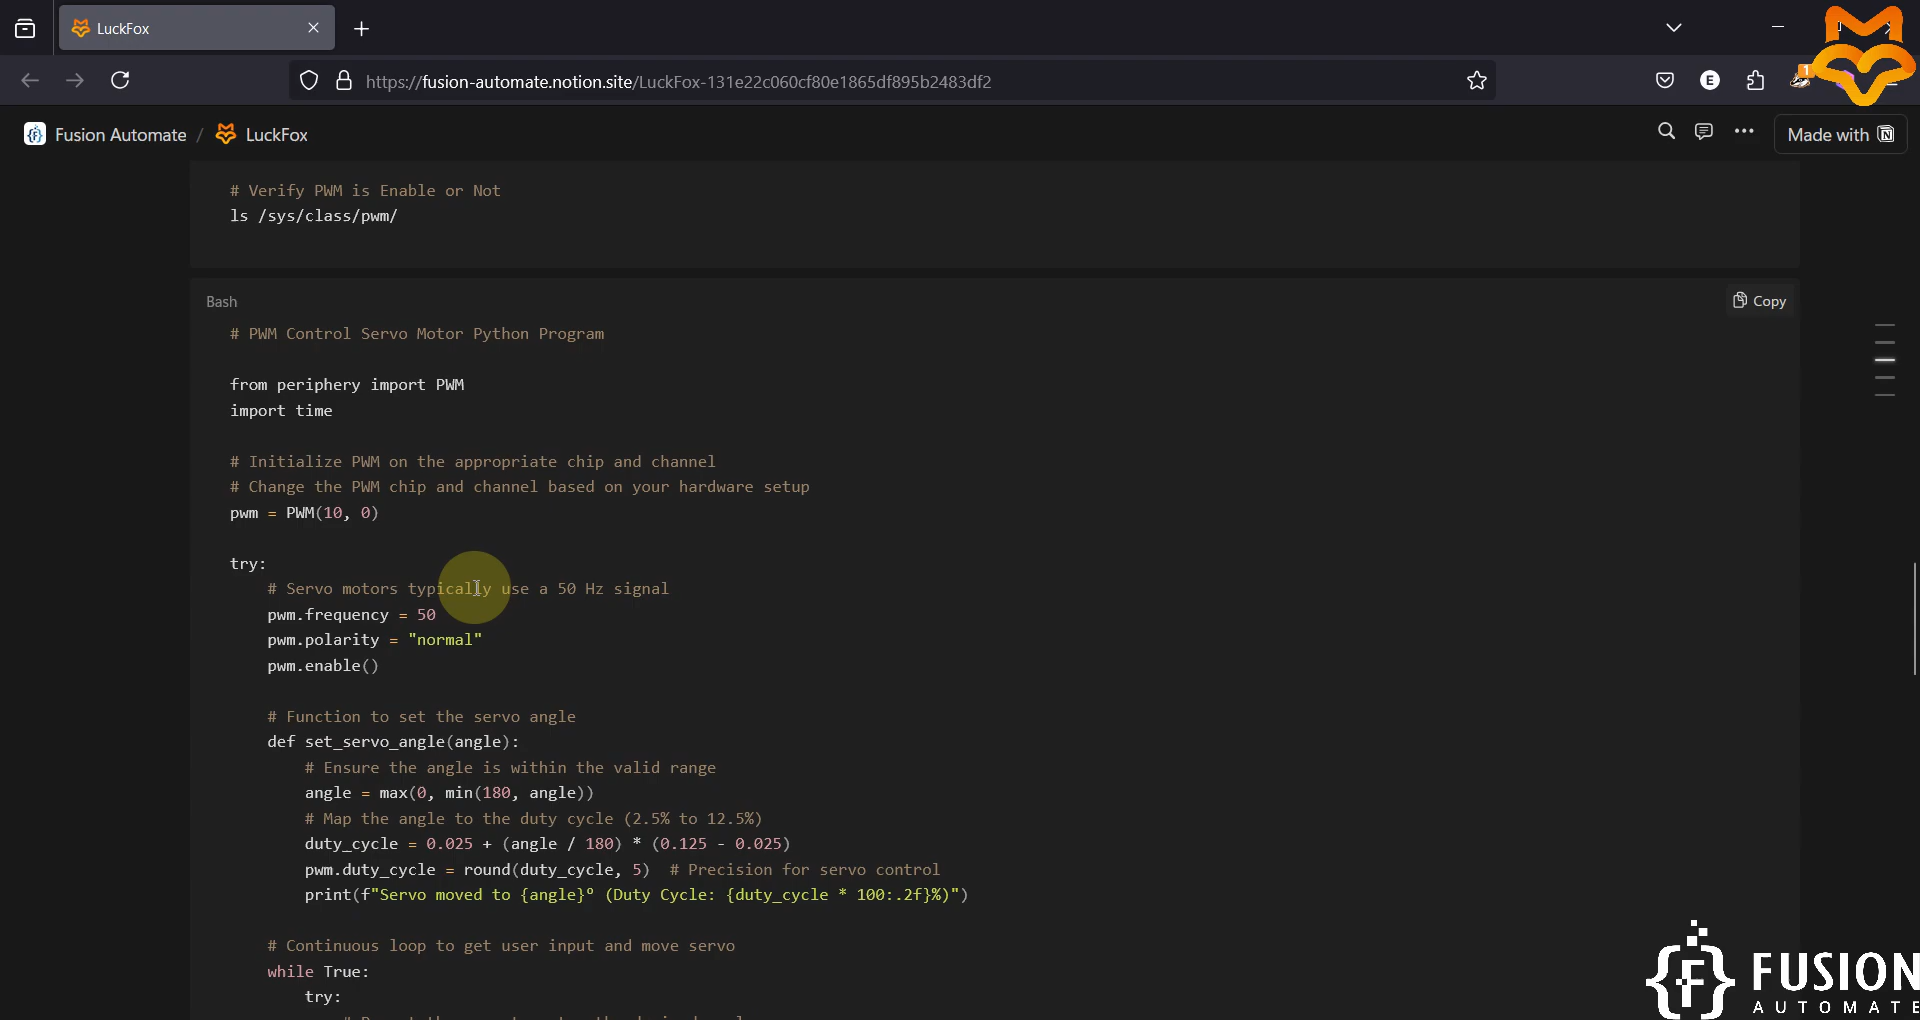 LuckFox
https://fusion-automate.notion.site/LuckFox-131e22c060cf80e1865df895b2483df2
E
1
Fusion Automate / LuckFox
Made with
# Verify PWM is Enable or Not
ls /sys/class/pwm/
Bash
Copy
# PWM Control Servo Motor Python Program
from periphery import PWM
import time
# Initialize PWM on the appropriate chip and channel
# Change the PWM chip and channel based on your hardware setup
pwm = PWM(10, 0)
try:
# Servo motors typically use a 50 Hz signal
pwm.frequency = 50
pwm.polarity = "normal"
pwm.enable()
# Function to set the servo angle
def set_servo_angle(angle):
# Ensure the angle is within the valid range
angle = max(0, min(180, angle))
# Map the angle to the duty cycle (2.5% to 12.5%)
duty_cycle = 0.025 + (angle / 180) * (0.125 - 0.025)
pwm.duty_cycle = round(duty_cycle, 5)  # Precision for servo control
print(f"Servo moved to {angle}° (Duty Cycle: {duty_cycle * 100:.2f}%)")
# Continuous loop to get user input and move servo
while True:
try:
FUSION
AUTOMATE